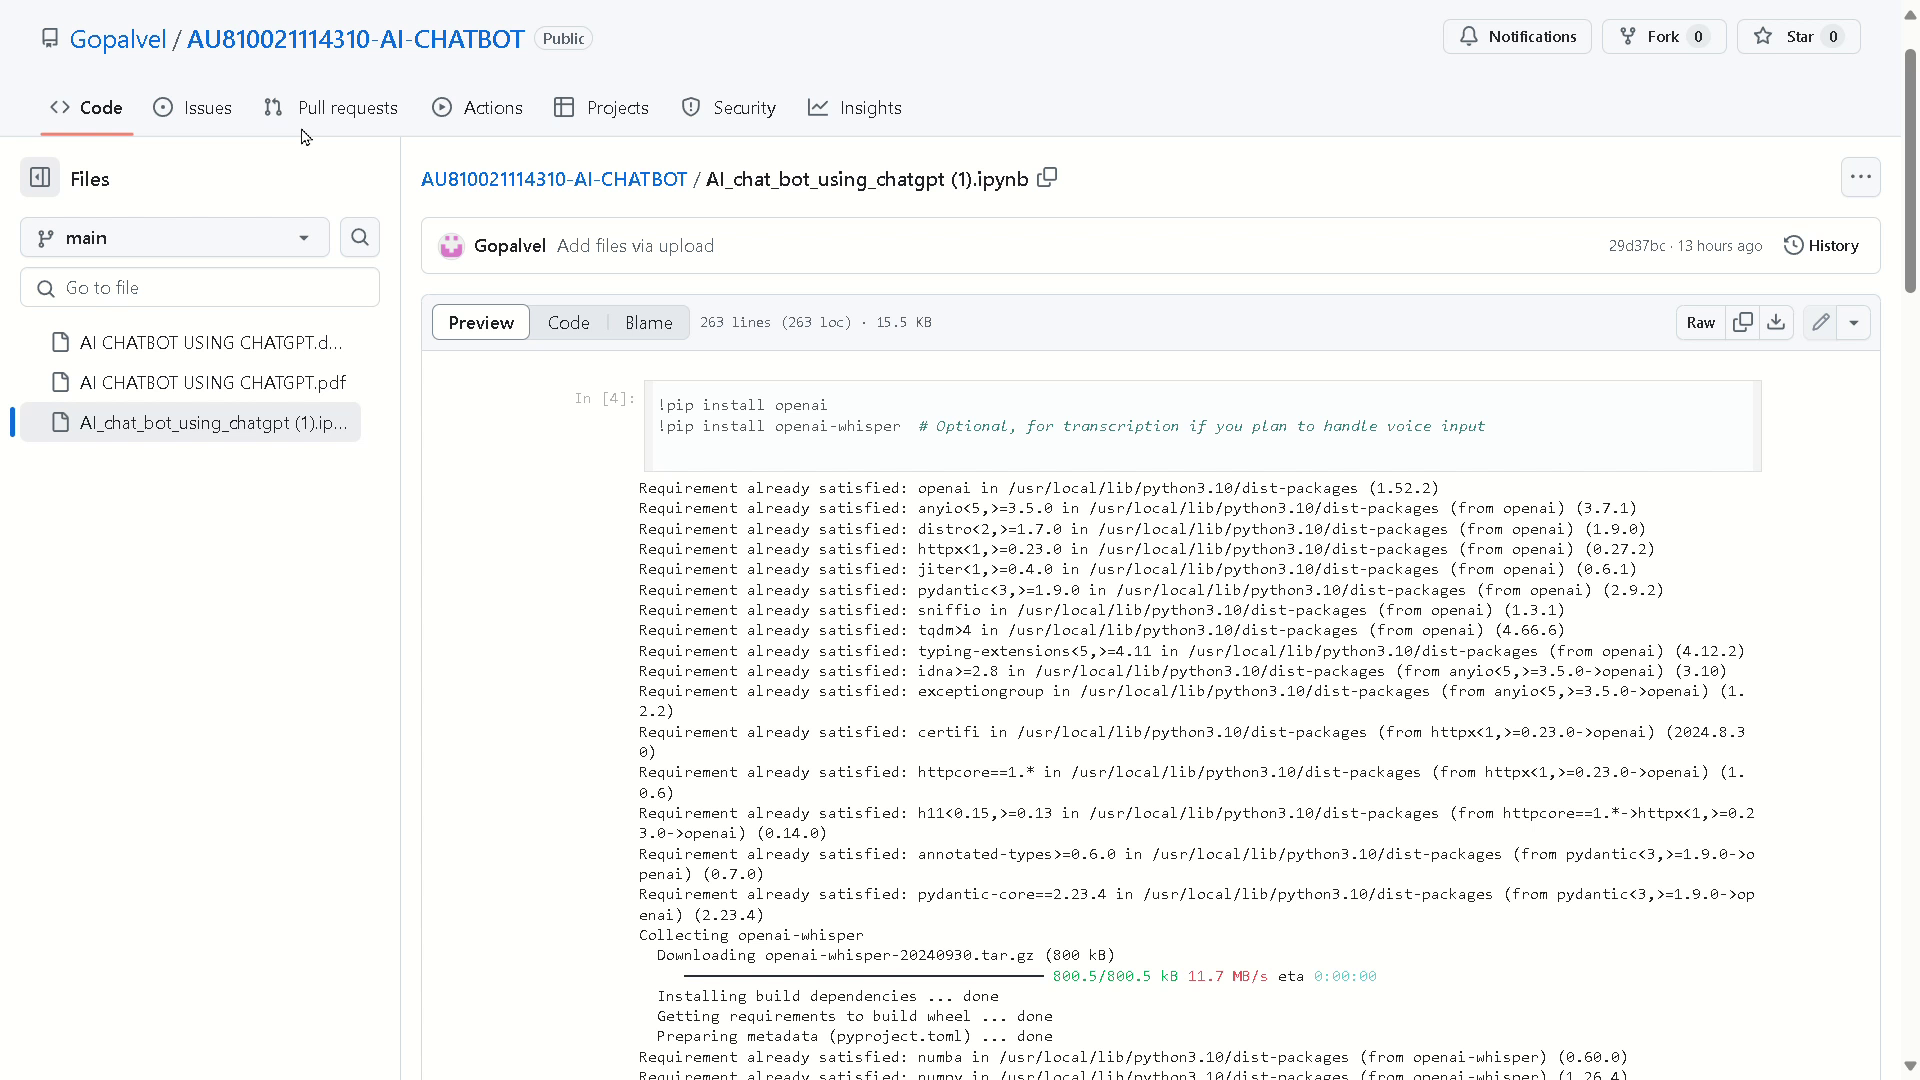 Gopalvel / AU810021114310-AI-CHATBOT Public
Notifications Fork 0 Star 0
Code Issues Pull requests Actions Projects Security Insights
Files
main
Go to file
AI CHATBOT USING CHATGPT.d...
AI CHATBOT USING CHATGPT.pdf
AI_chat_bot_using_chatgpt (1).ip...
AU810021114310-AI-CHATBOT / AI_chat_bot_using_chatgpt (1).ipynb
Gopalvel Add files via upload 29d37bc · 13 hours ago History
Preview Code Blame 263 lines (263 loc) · 15.5 KB Raw
In [4]:
!pip install openai
!pip install openai-whisper # Optional, for transcription if you plan to handle voice input
Requirement already satisfied: openai in /usr/local/lib/python3.10/dist-packages (1.52.2)
Requirement already satisfied: anyio<5,>=3.5.0 in /usr/local/lib/python3.10/dist-packages (from openai) (3.7.1)
Requirement already satisfied: distro<2,>=1.7.0 in /usr/local/lib/python3.10/dist-packages (from openai) (1.9.0)
Requirement already satisfied: httpx<1,>=0.23.0 in /usr/local/lib/python3.10/dist-packages (from openai) (0.27.2)
Requirement already satisfied: jiter<1,>=0.4.0 in /usr/local/lib/python3.10/dist-packages (from openai) (0.6.1)
Requirement already satisfied: pydantic<3,>=1.9.0 in /usr/local/lib/python3.10/dist-packages (from openai) (2.9.2)
Requirement already satisfied: sniffio in /usr/local/lib/python3.10/dist-packages (from openai) (1.3.1)
Requirement already satisfied: tqdm>4 in /usr/local/lib/python3.10/dist-packages (from openai) (4.66.6)
Requirement already satisfied: typing-extensions<5,>=4.11 in /usr/local/lib/python3.10/dist-packages (from openai) (4.12.2)
Requirement already satisfied: idna>=2.8 in /usr/local/lib/python3.10/dist-packages (from anyio<5,>=3.5.0->openai) (3.10)
Requirement already satisfied: exceptiongroup in /usr/local/lib/python3.10/dist-packages (from anyio<5,>=3.5.0->openai) (1.
2.2)
Requirement already satisfied: certifi in /usr/local/lib/python3.10/dist-packages (from httpx<1,>=0.23.0->openai) (2024.8.3
0)
Requirement already satisfied: httpcore==1.* in /usr/local/lib/python3.10/dist-packages (from httpx<1,>=0.23.0->openai) (1.
0.6)
Requirement already satisfied: h11<0.15,>=0.13 in /usr/local/lib/python3.10/dist-packages (from httpcore==1.*->httpx<1,>=0.2
3.0->openai) (0.14.0)
Requirement already satisfied: annotated-types>=0.6.0 in /usr/local/lib/python3.10/dist-packages (from pydantic<3,>=1.9.0->o
penai) (0.7.0)
Requirement already satisfied: pydantic-core==2.23.4 in /usr/local/lib/python3.10/dist-packages (from pydantic<3,>=1.9.0->op
enai) (2.23.4)
Collecting openai-whisper
Downloading openai-whisper-20240930.tar.gz (800 kB)
800.5/800.5 kB 11.7 MB/s eta 0:00:00
Installing build dependencies ... done
Getting requirements to build wheel ... done
Preparing metadata (pyproject.toml) ... done
Requirement already satisfied: numba in /usr/local/lib/python3.10/dist-packages (from openai-whisper) (0.60.0)
Requirement already satisfied: numpy in /usr/local/lib/python3.10/dist-packages (from openai-whisper) (1.26.4)